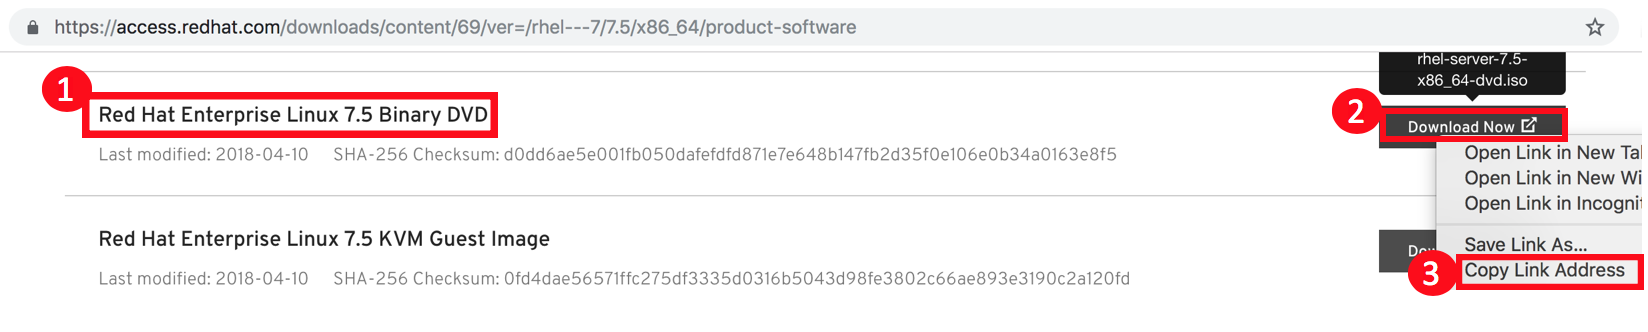 https://access.redhat.com/downloads/content/69/ver=/rhel---7/7.5/x86_64/product-software
rhel-server-7.5-
x86_64-dvd.iso
1
Red Hat Enterprise Linux 7.5 Binary DVD
2
Download Now
Last modified: 2018-04-10 SHA-256 Checksum: d0dd6ae5e001fb050dafefdfd871e7e648b147fb2d35f0e106e0b34a0163e8f5
Open Link in New Ta
Open Link in New Wi
Open Link in Incognit
Red Hat Enterprise Linux 7.5 KVM Guest Image
Save Link As...
Last modified: 2018-04-10 SHA-256 Checksum: 0fd4dae56571ffc275df3335d0316b5043d98fe3802c66ae893e3190c2a120fd
3
Copy Link Address